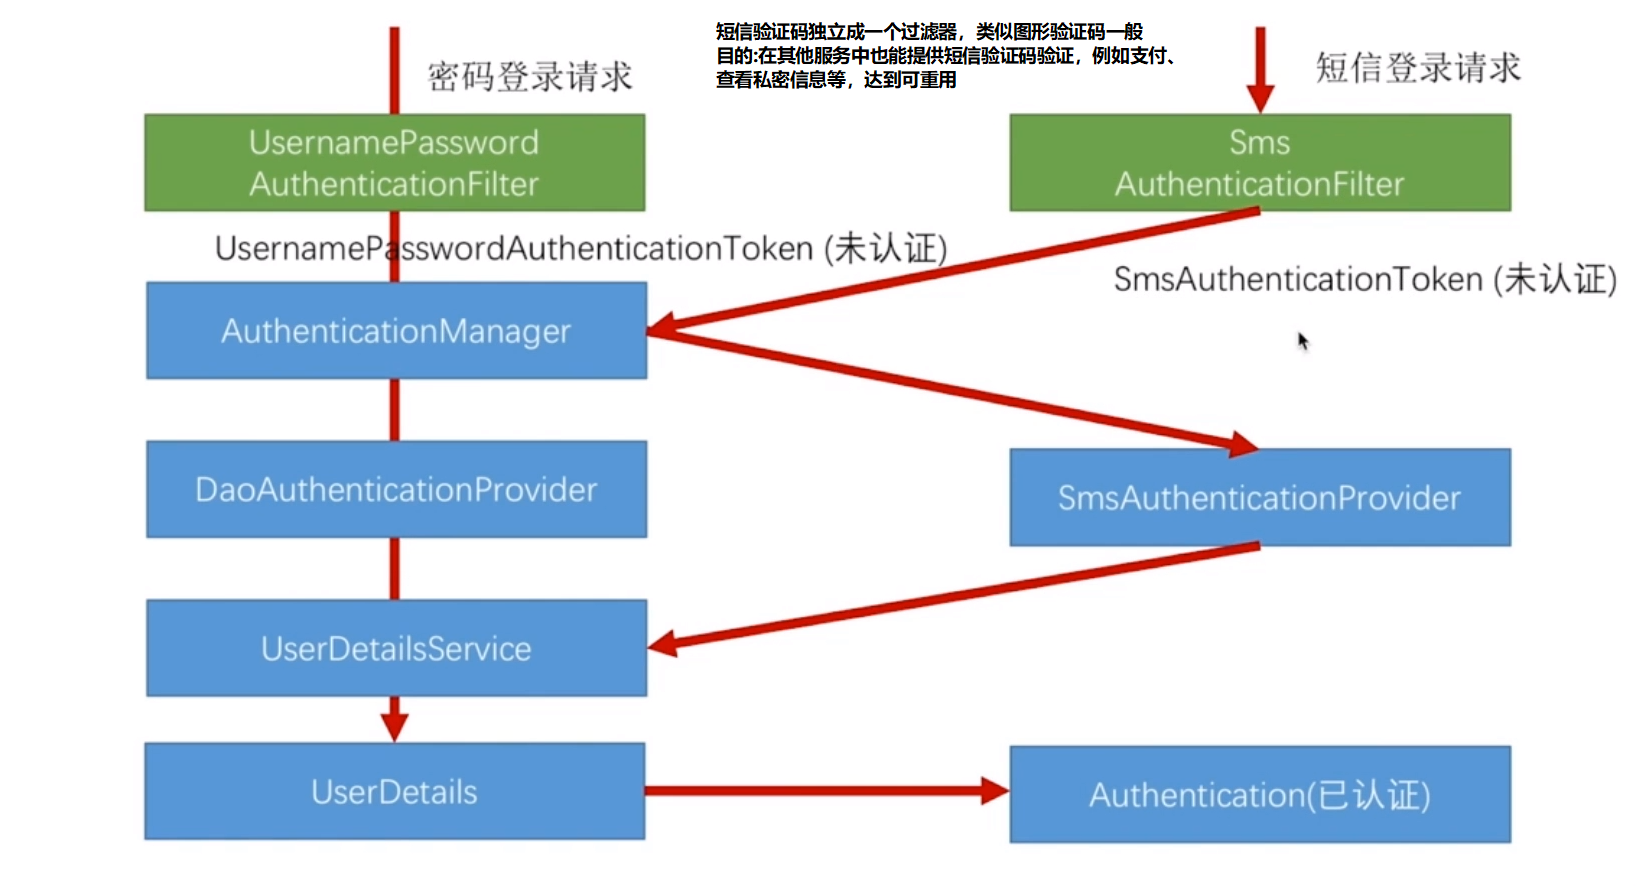 短信验证码独立成一个过滤器，类似图形验证码一般
目的:在其他服务中也能提供短信验证码验证，例如支付、
查看私密信息等，达到可重用
密码登录请求
短信登录请求
UsernamePassword
AuthenticationFilter
Sms
AuthenticationFilter
UsernamePasswordAuthenticationToken (未认证)
SmsAuthenticationToken (未认证)
AuthenticationManager
DaoAuthenticationProvider
SmsAuthenticationProvider
UserDetailsService
UserDetails
Authentication(已认证)